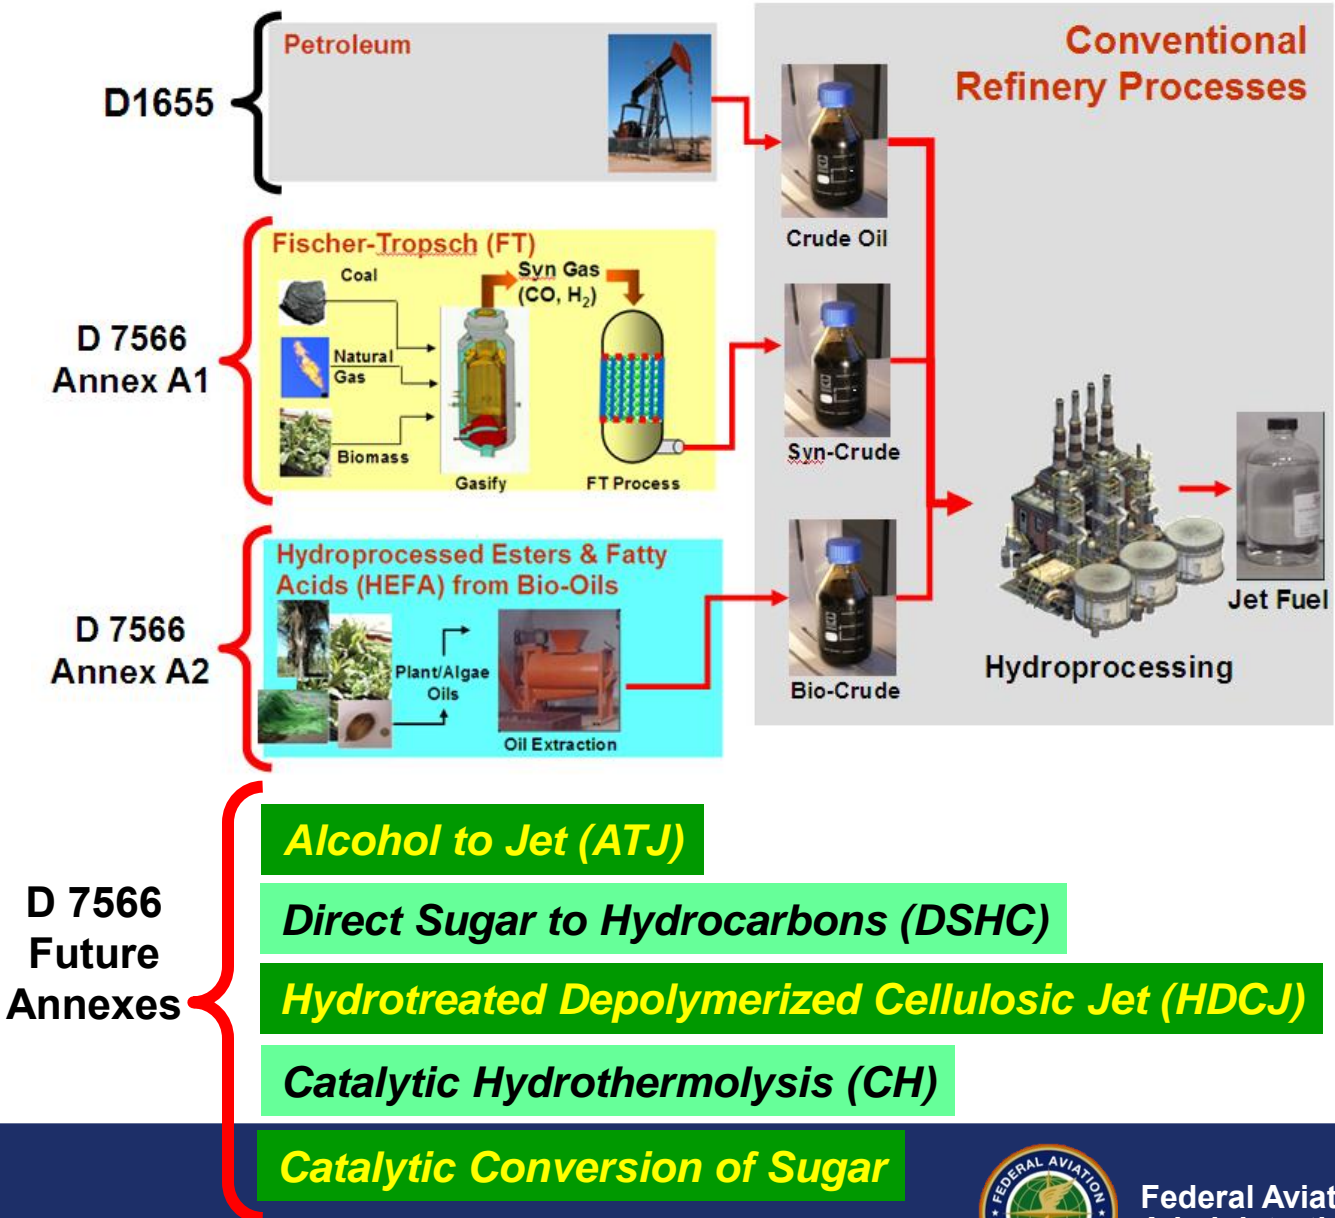 Petroleum
Conventional
Refinery Processes
D1655
Crude Oil
Fischer-Tropsch (FT)
Coal
Syn Gas
(CO, H₂)
D 7566
Annex A1
Natural
Gas
Biomass
Gasify
FT Process
Syn-Crude
Hydroprocessed Esters & Fatty
Acids (HEFA) from Bio-Oils
D 7566
Annex A2
Plant/Algae
Oils
Oil Extraction
Bio-Crude
Hydroprocessing
Jet Fuel
D 7566
Future
Annexes
Alcohol to Jet (ATJ)
Direct Sugar to Hydrocarbons (DSHC)
Hydrotreated Depolymerized Cellulosic Jet (HDCJ)
Catalytic Hydrothermolysis (CH)
Catalytic Conversion of Sugar
FEDERAL AVIATION
Federal Aviat